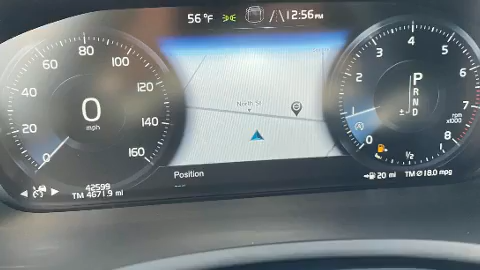 56 °F 12:56 PM
0
mph
0
20
40
60
80
100
120
140
160
42599
TM 4671.9 mi
North St
Position
----
0
1
2
3
4
5
6
7
8
rpm
x1000
P
R
N
D
±
A
1/2
20 mi TM Ø 18.0 mpg